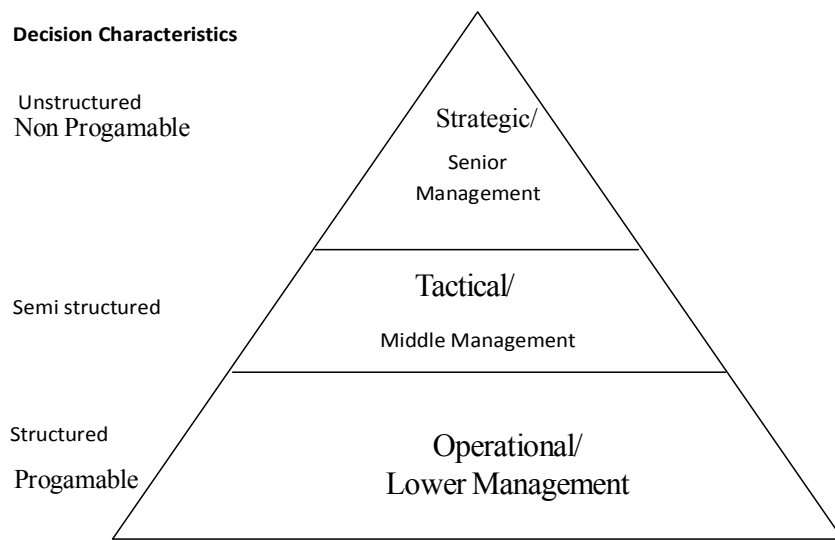 Decision Characteristics
Unstructured
Non Progamable
Strategic/
Senior
Management
Semi structured
Tactical/
Middle Management
Structured
Progamable
Operational/
Lower Management